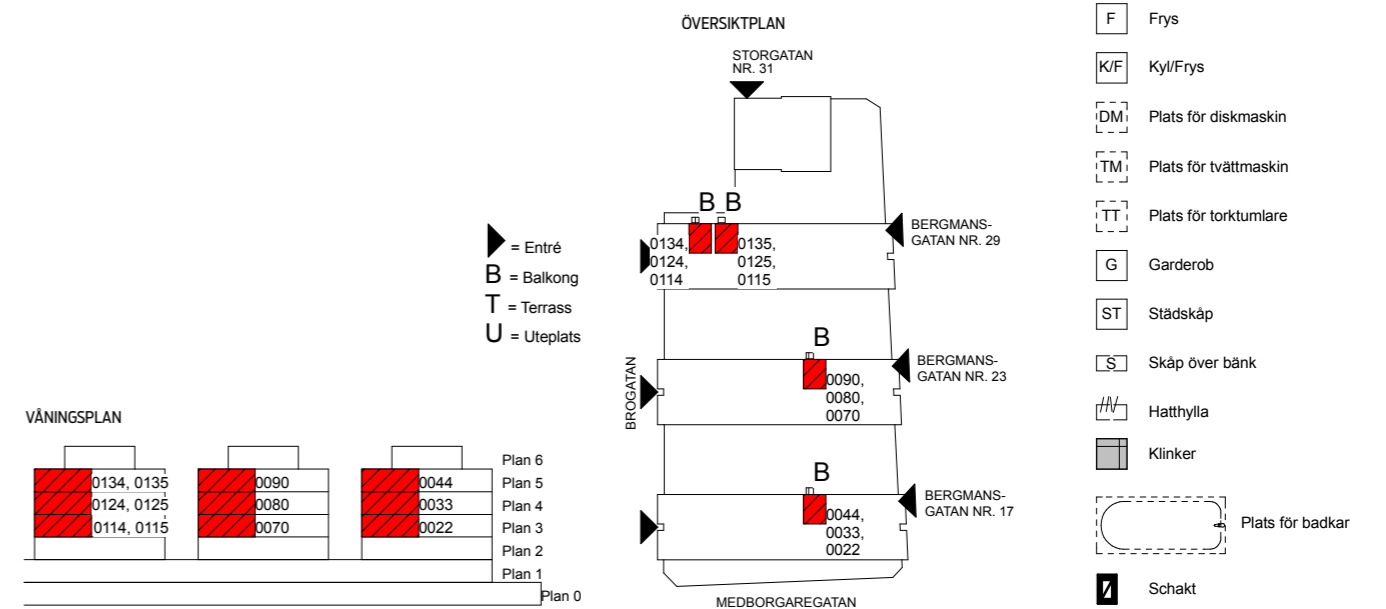 ÖVERSIKTPLAN
STORGATAN
NR. 31
B B
BERGMANS-
GATAN NR. 29
0134,
0124,
0114
0135,
0125,
0115
= Entré
B = Balkong
T = Terrass
U = Uteplats
B
BERGMANS-
GATAN NR. 23
0090,
0080,
0070
BROGATAN
B
BERGMANS-
GATAN NR. 17
0044,
0033,
0022
MEDBORGAREGATAN
VÅNINGSPLAN
Plan 6
0134, 0135 0090 0044 Plan 5
0124, 0125 0080 0033 Plan 4
0114, 0115 0070 0022 Plan 3
Plan 2
Plan 1
Plan 0
F Frys
K/F Kyl/Frys
DM Plats för diskmaskin
TM Plats för tvättmaskin
TT Plats för torktumlare
G Garderob
ST Städskåp
S Skåp över bänk
Hatthylla
Klinker
Plats för badkar
Schakt